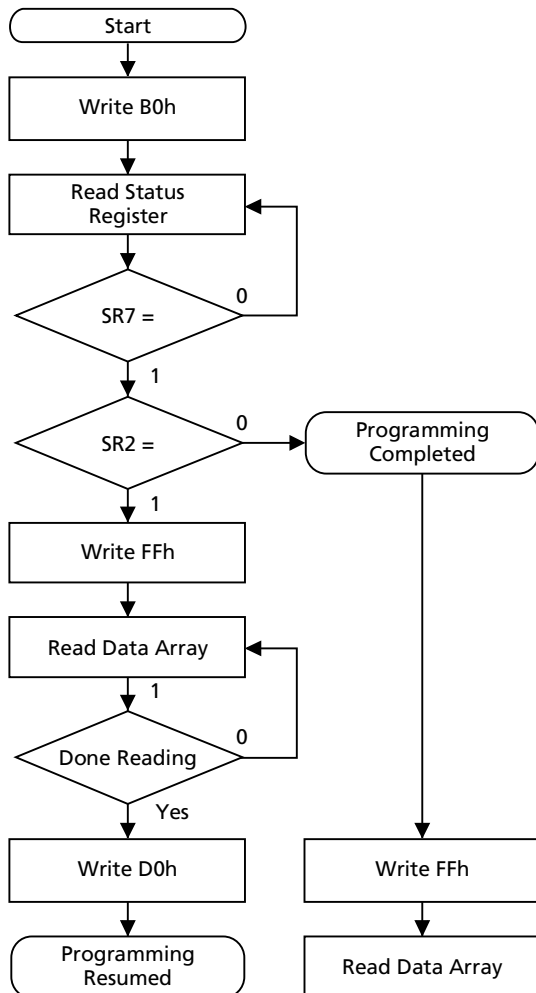 Start
Write B0h
Read Status
Register
0
SR7 =
1
0
SR2 =
Programming
Completed
1
Write FFh
Read Data Array
1
0
Done Reading
Yes
Write D0h
Write FFh
Programming
Resumed
Read Data Array